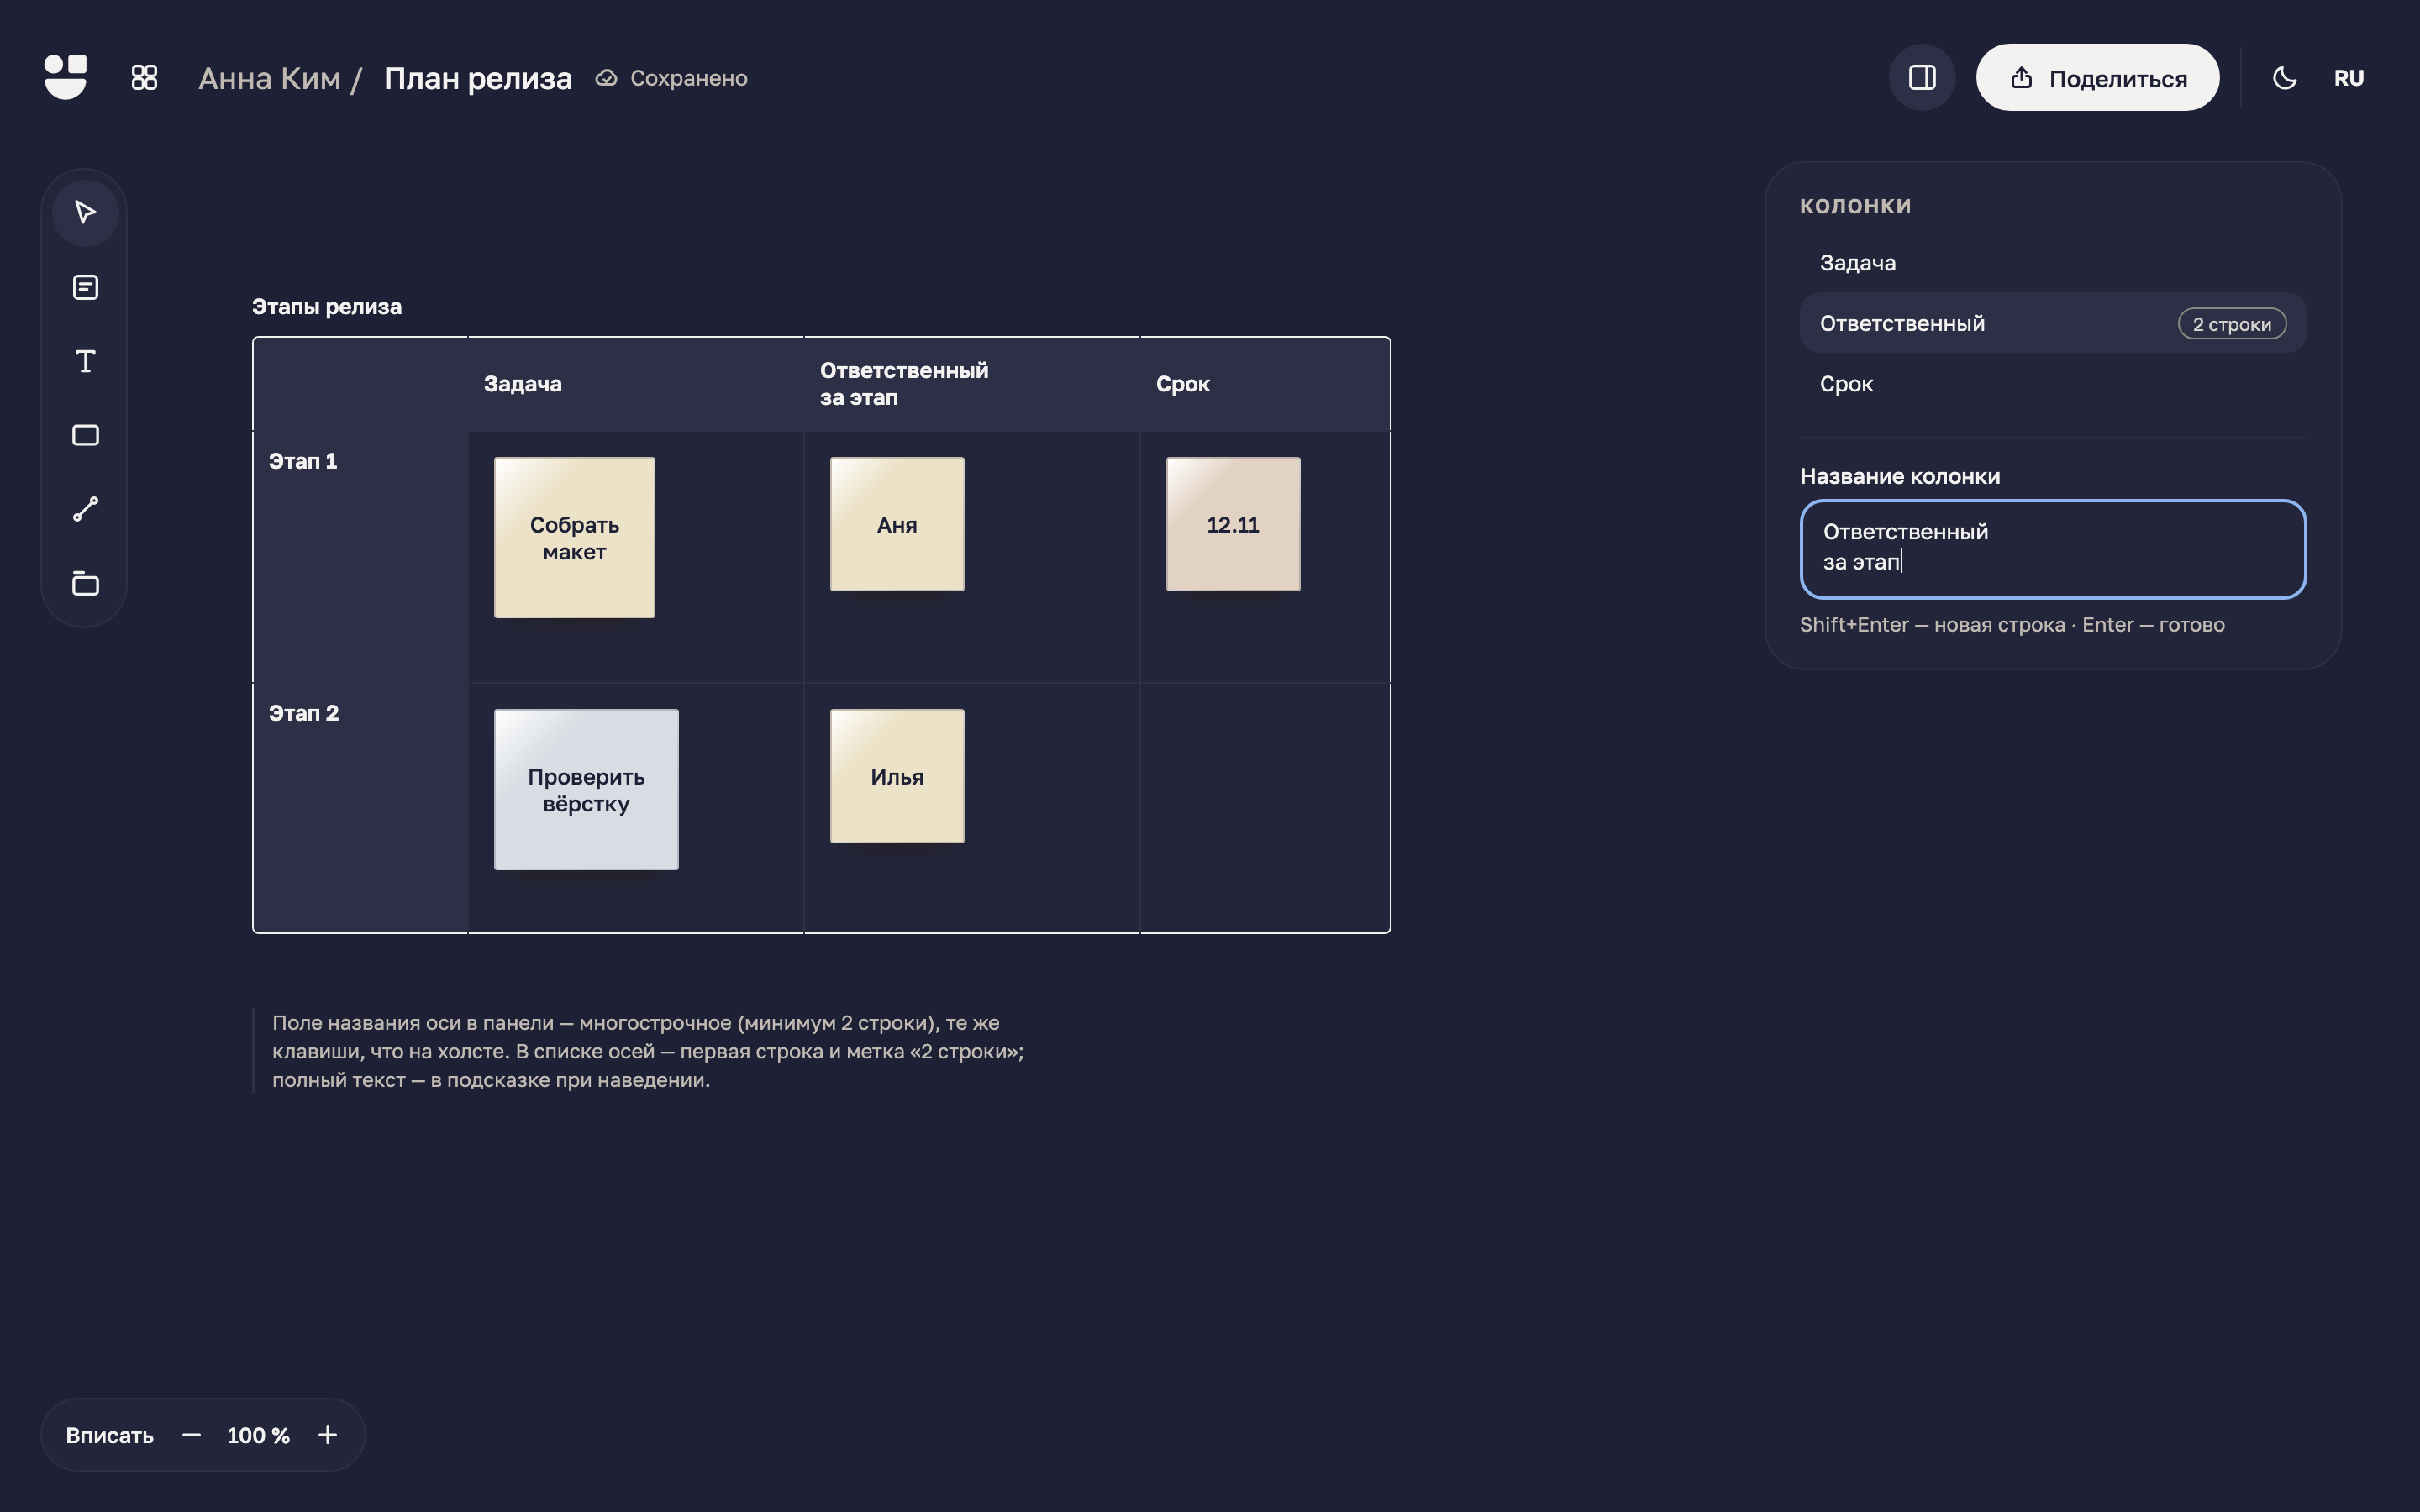 Анна Ким / План релиза Сохранено
Поделиться
RU
Этапы релиза
Задача
Ответственный
за этап
Срок
Этап 1
Собрать
макет
Аня
12.11
Этап 2
Проверить
вёрстку
Илья
Поле названия оси в панели — многострочное (минимум 2 строки), те же
клавиши, что на холсте. В списке осей — первая строка и метка «2 строки»;
полный текст — в подсказке при наведении.
КОЛОНКИ
Задача
Ответственный 2 строки
Срок
Название колонки
Ответственный
за этап
Shift+Enter — новая строка · Enter — готово
Вписать — 100 % +